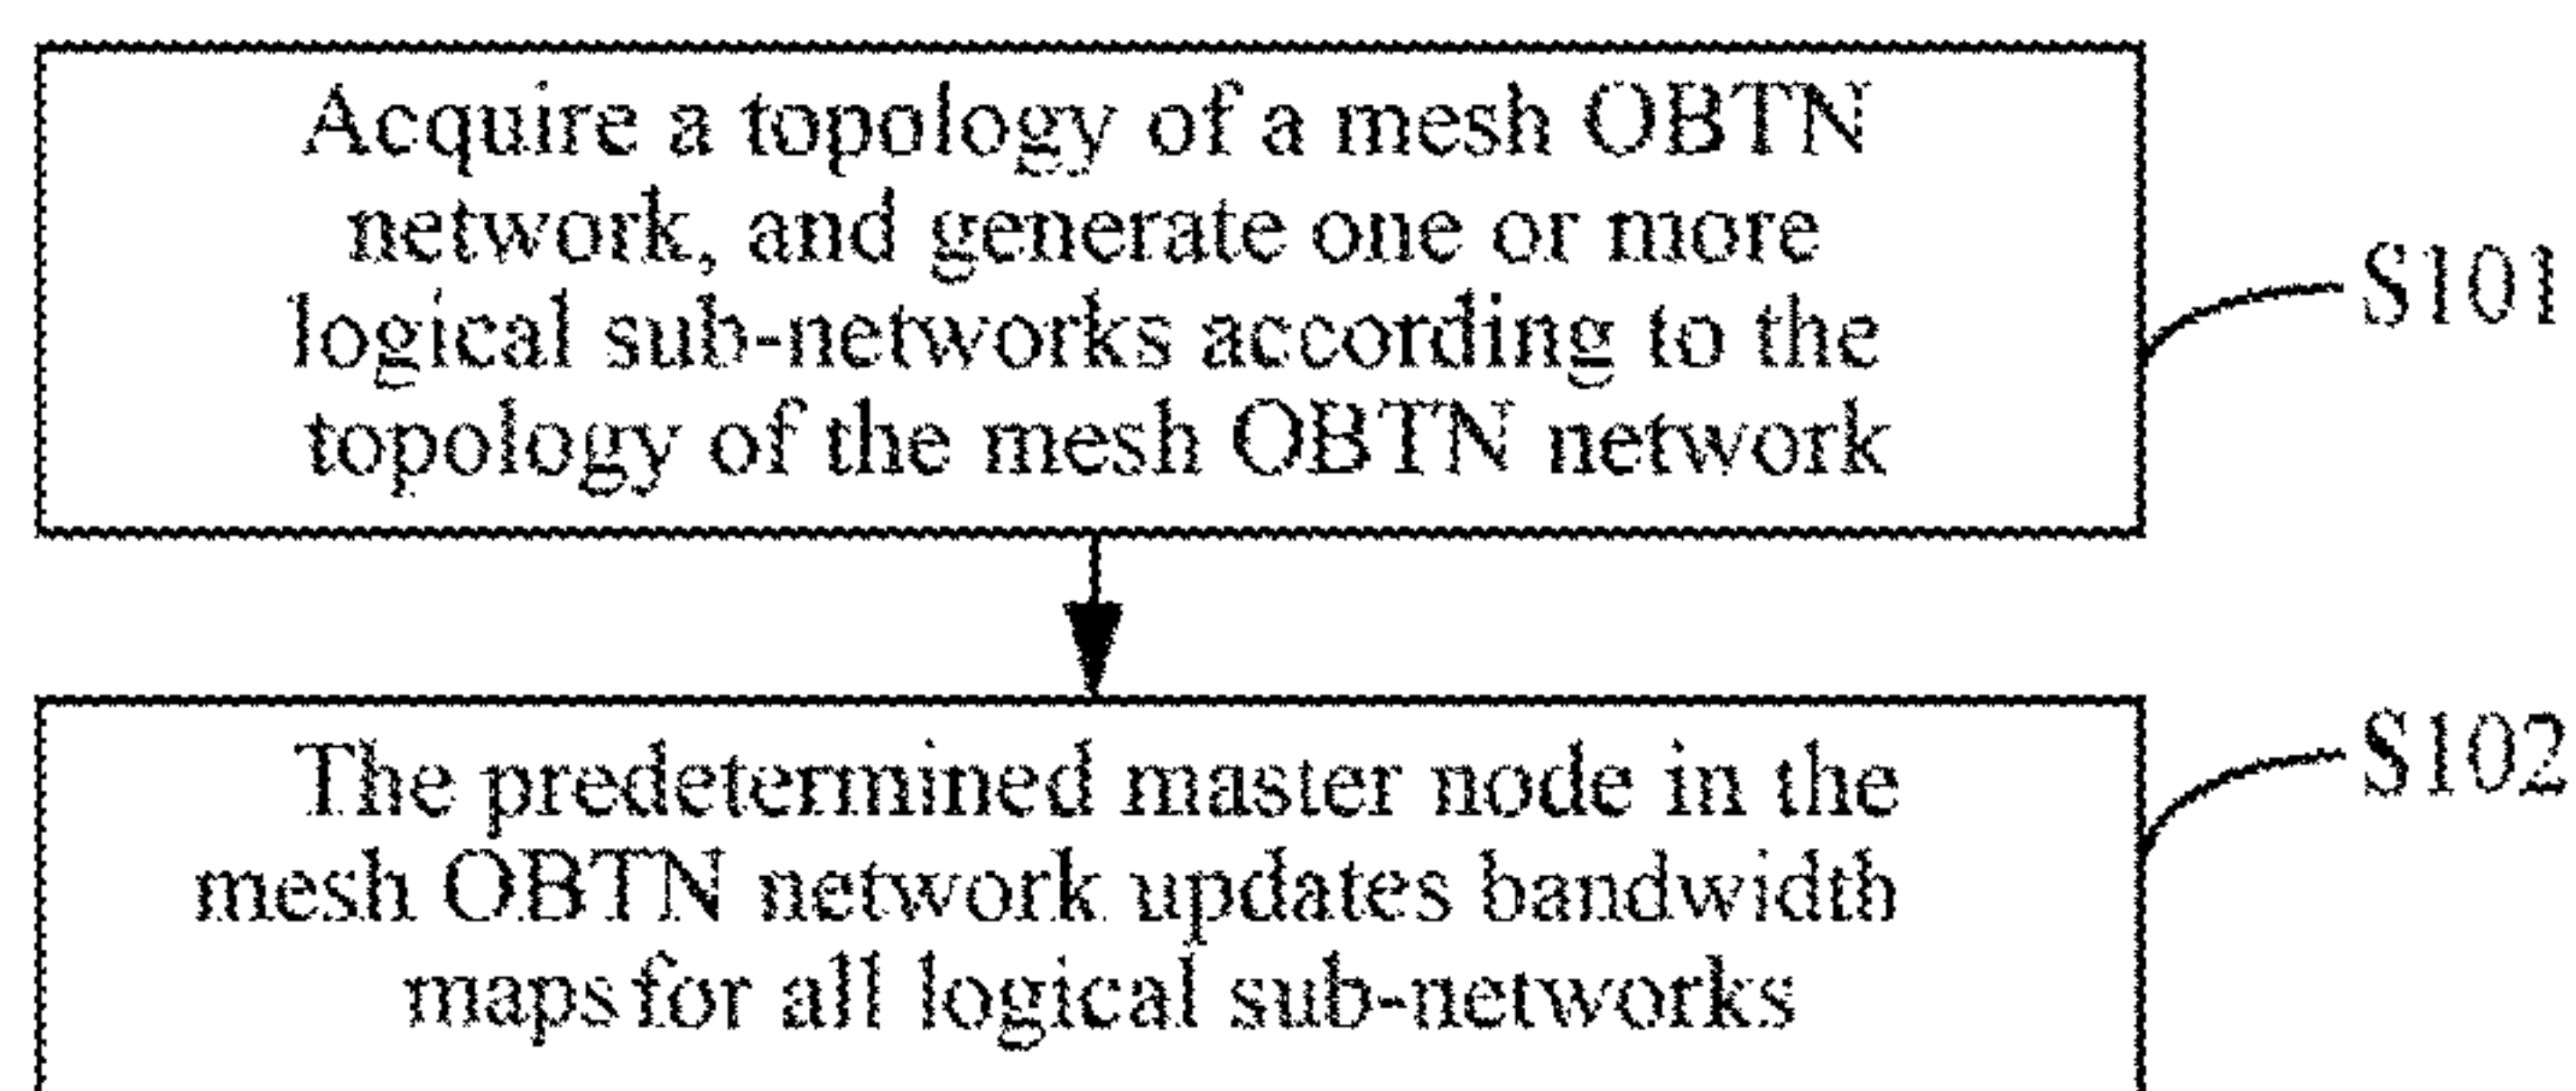 Acquire a topology of a mesh OBTN
network, and generate one or more
logical sub-networks according to the
topology of the mesh OBTN network
S101
The predetermined master node in the
mesh OBTN network updates bandwidth
maps for all logical sub-networks
S102